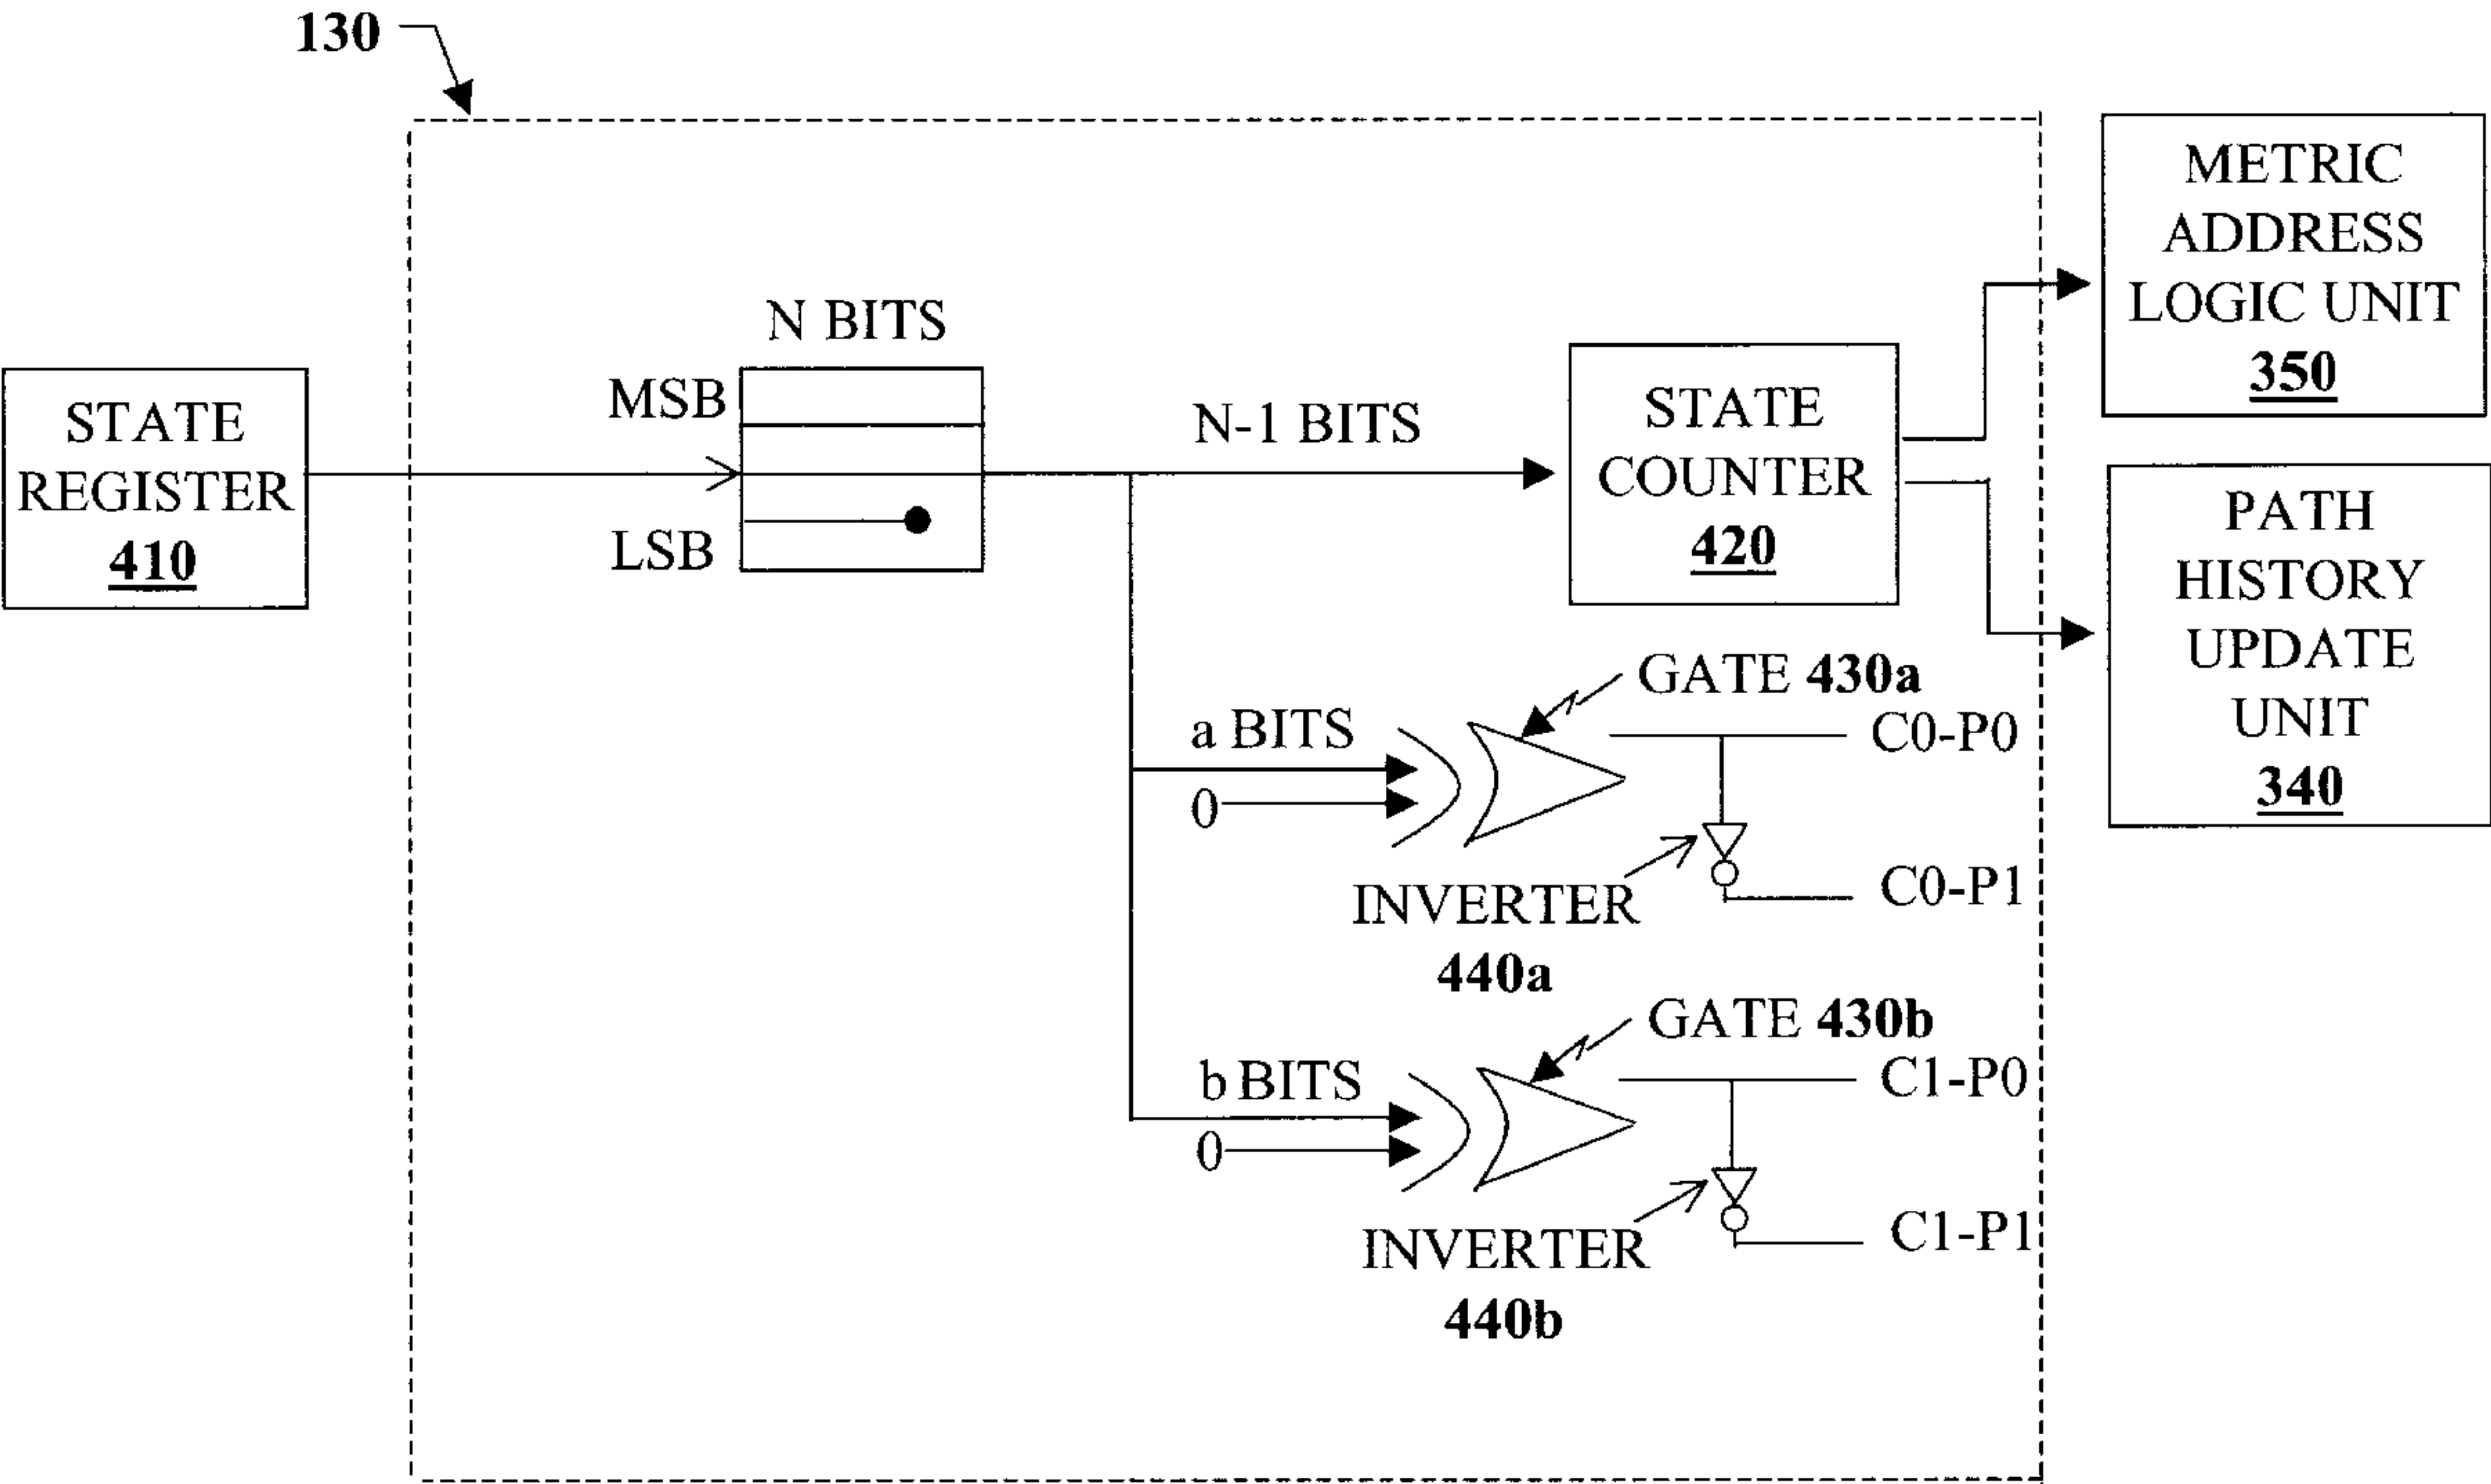 130
METRIC
ADDRESS
LOGIC UNIT
350
N BITS
MSB
LSB
STATE
REGISTER
410
N-1 BITS
STATE
COUNTER
420
PATH
HISTORY
UPDATE
UNIT
340
GATE 430a
a BITS
0
C0-P0
INVERTER
440a
C0-P1
GATE 430b
b BITS
0
C1-P0
INVERTER
440b
C1-P1